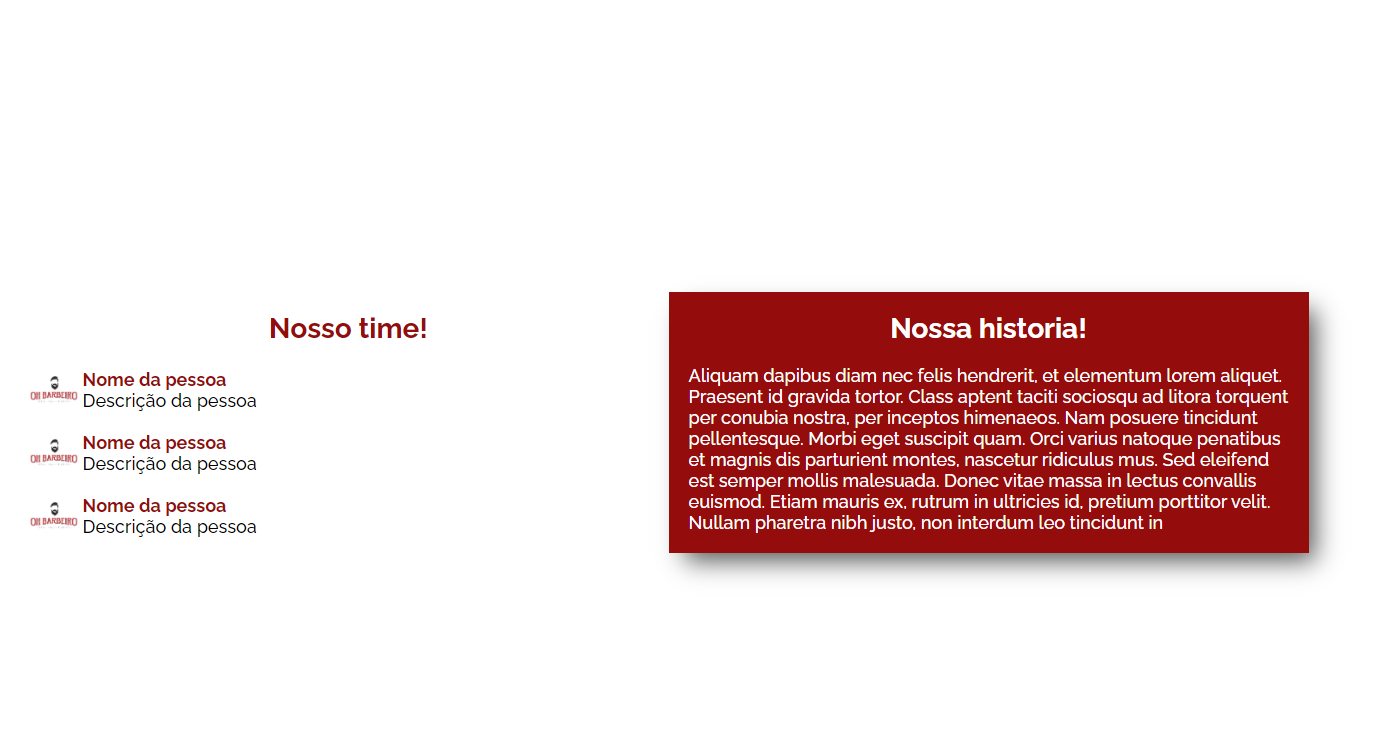 Nosso time!
OH BARBEIRO
Nome da pessoa
Descrição da pessoa
OH BARBEIRO
Nome da pessoa
Descrição da pessoa
OH BARBEIRO
Nome da pessoa
Descrição da pessoa
Nossa historia!
Aliquam dapibus diam nec felis hendrerit, et elementum lorem aliquet.
Praesent id gravida tortor. Class aptent taciti sociosqu ad litora torquent
per conubia nostra, per inceptos himenaeos. Nam posuere tincidunt
pellentesque. Morbi eget suscipit quam. Orci varius natoque penatibus
et magnis dis parturient montes, nascetur ridiculus mus. Sed eleifend
est semper mollis malesuada. Donec vitae massa in lectus convallis
euismod. Etiam mauris ex, rutrum in ultricies id, pretium porttitor velit.
Nullam pharetra nibh justo, non interdum leo tincidunt in